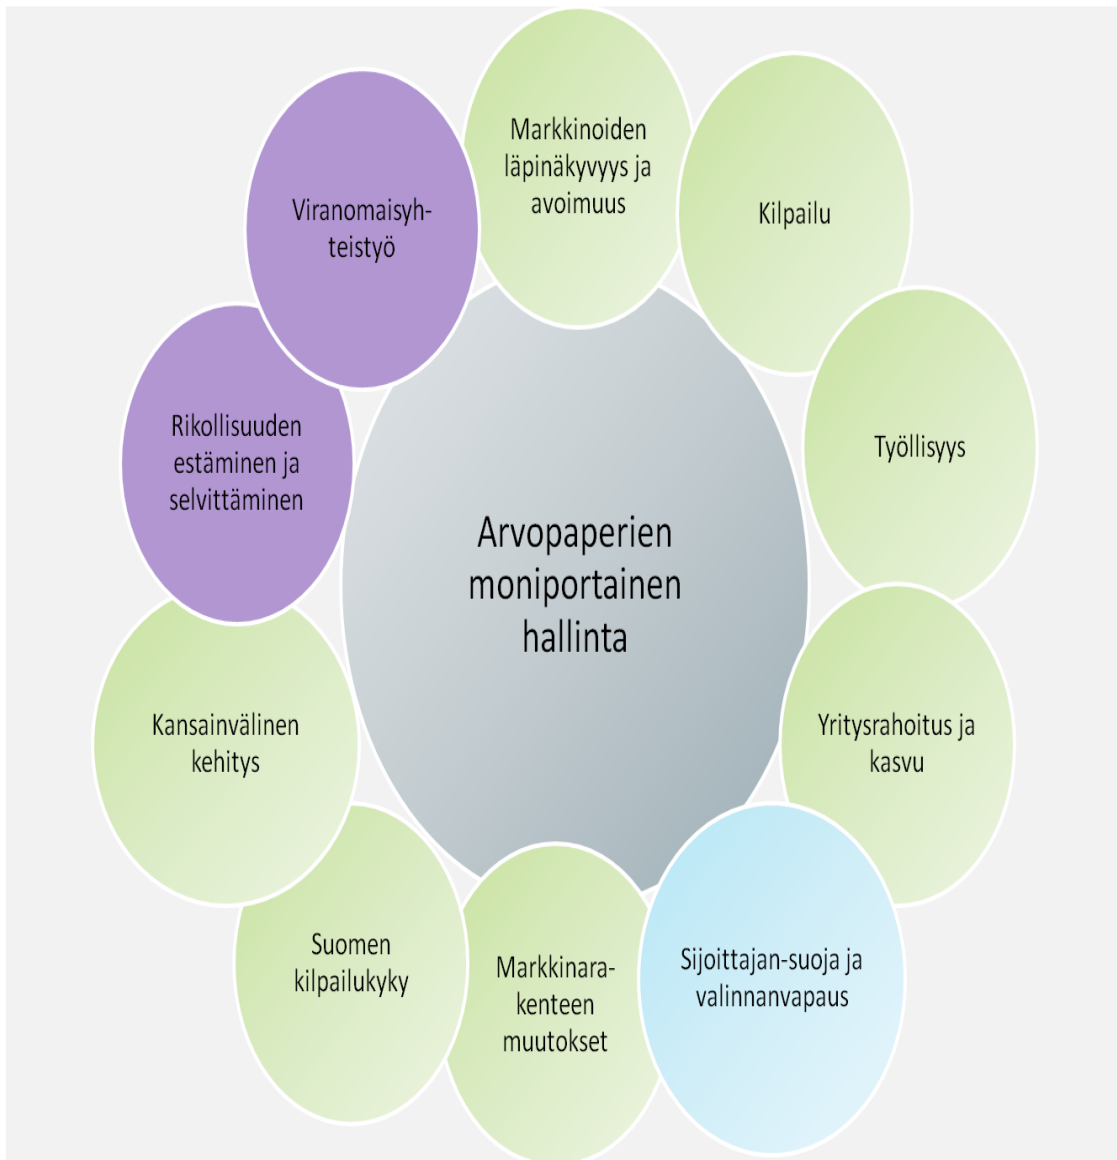 Markkinoiden
läpinäkyvyys ja
avoimuus
Kilpailu
Työllisyys
Yritysrahoitus ja
kasvu
Sijoittajan-suoja ja
valinnanvapaus
Markkinara-
kenteen
muutokset
Suomen
kilpailukyky
Kansainvälinen
kehitys
Rikollisuuden
estäminen ja
selvittäminen
Viranomaisyh-
teistyö
Arvopaperien
moniportainen
hallinta